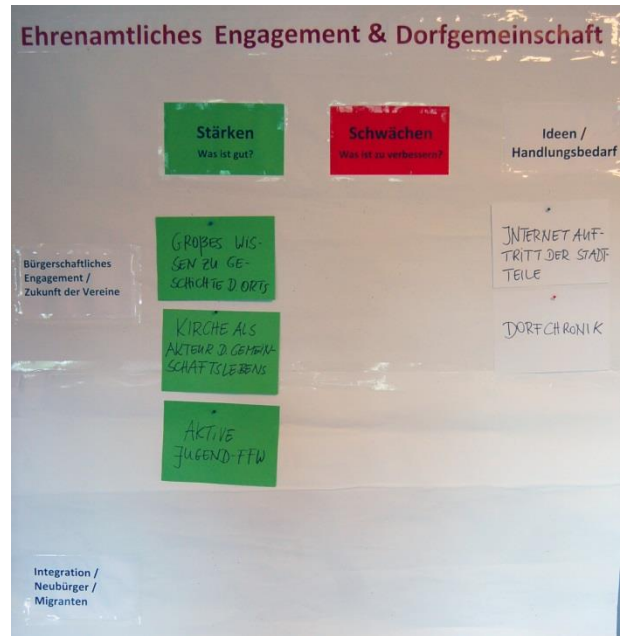 Ehrenamtliches Engagement & Dorfgemeinschaft
Stärken
Was ist gut?
Schwächen
Was ist zu verbessern?
Ideen /
Handlungsbedarf
Bürgerschaftliches
Engagement /
Zukunft der Vereine
GROßES WIS-
SEN ZU GE-
SCHICHTE D. ORTS
KIRCHE ALS
AKTEUR D. GEMEIN-
SCHAFTSLEBENS
AKTIVE
JUGEND-FFW
INTERNET AUF-
TRITT DER STADT-
TEILE
DORFCHRONIK
Integration /
Neubürger /
Migranten